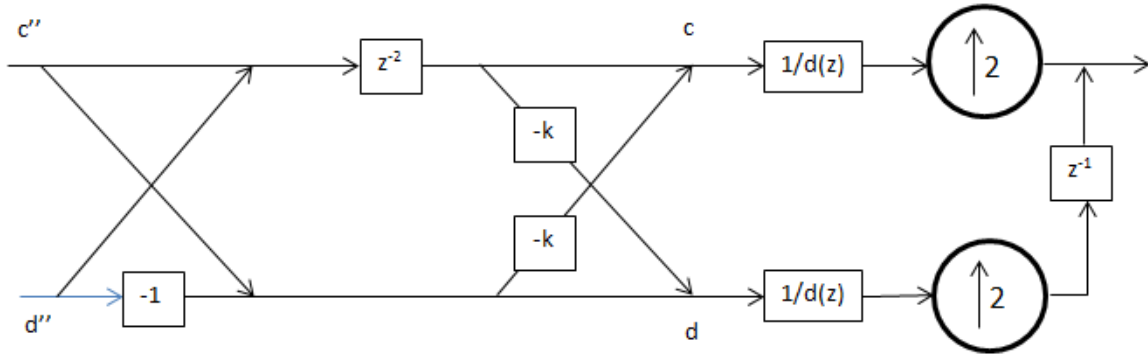 c''
c
z⁻²
1/d(z)
2
-k
z⁻¹
-k
-1
1/d(z)
2
d''
d